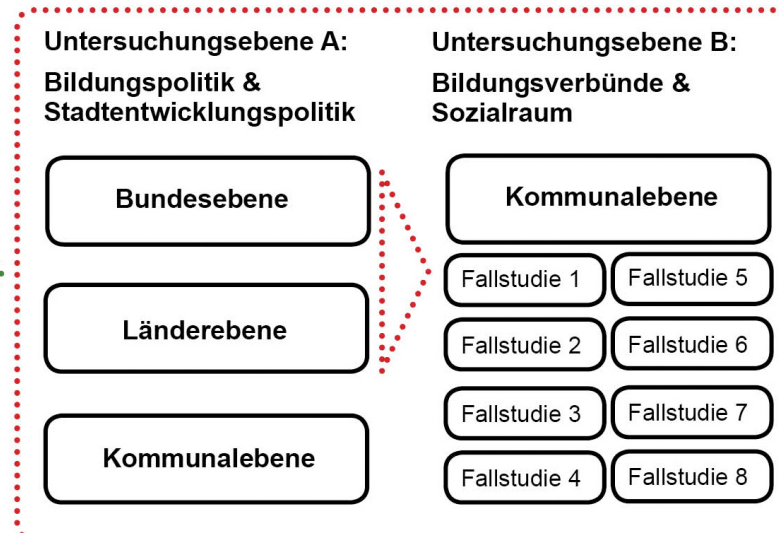 Untersuchungsebene A:
Bildungspolitik &
Stadtentwicklungspolitik
Bundesebene
Länderebene
Kommunalebene
Untersuchungsebene B:
Bildungsverbünde &
Sozialraum
Kommunalebene
Fallstudie 1
Fallstudie 5
Fallstudie 2
Fallstudie 6
Fallstudie 3
Fallstudie 7
Fallstudie 4
Fallstudie 8